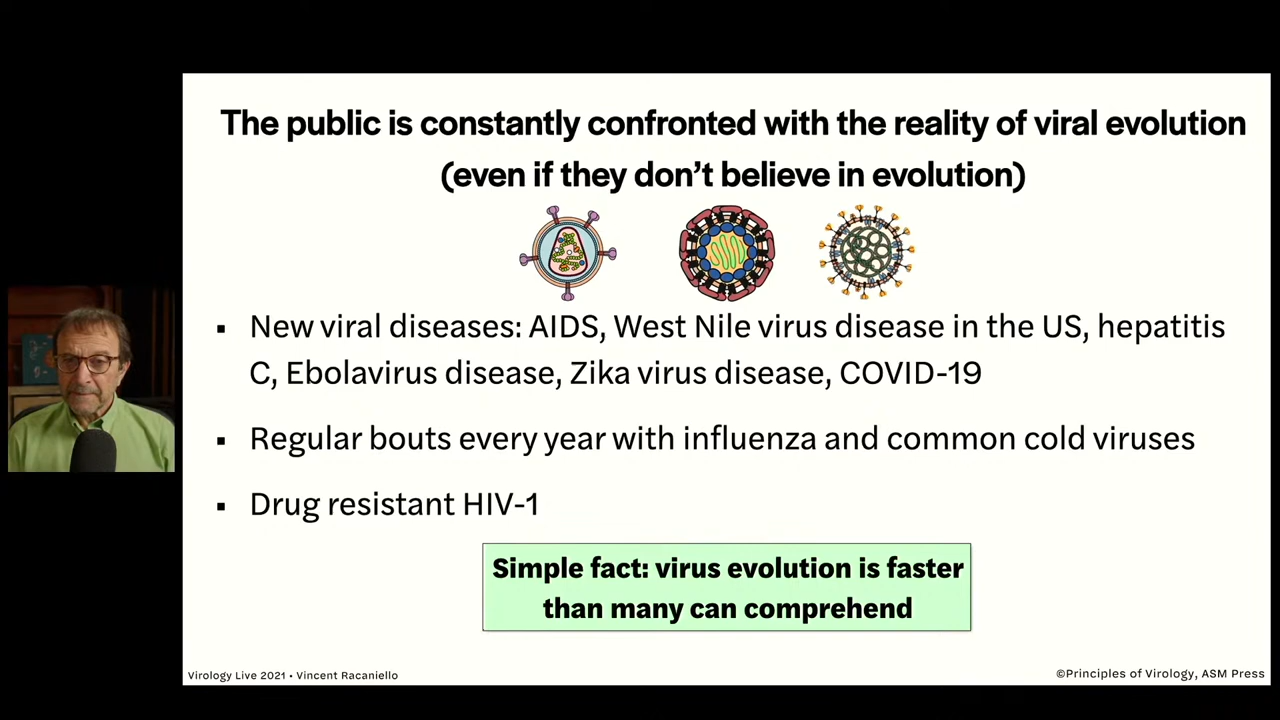 The public is constantly confronted with the reality of viral evolution
(even if they don’t believe in evolution)
▪ New viral diseases: AIDS, West Nile virus disease in the US, hepatitis
C, Ebolavirus disease, Zika virus disease, COVID-19
▪ Regular bouts every year with influenza and common cold viruses
▪ Drug resistant HIV-1
Simple fact: virus evolution is faster
than many can comprehend
Virology Live 2021 • Vincent Racaniello
©Principles of Virology, ASM Press